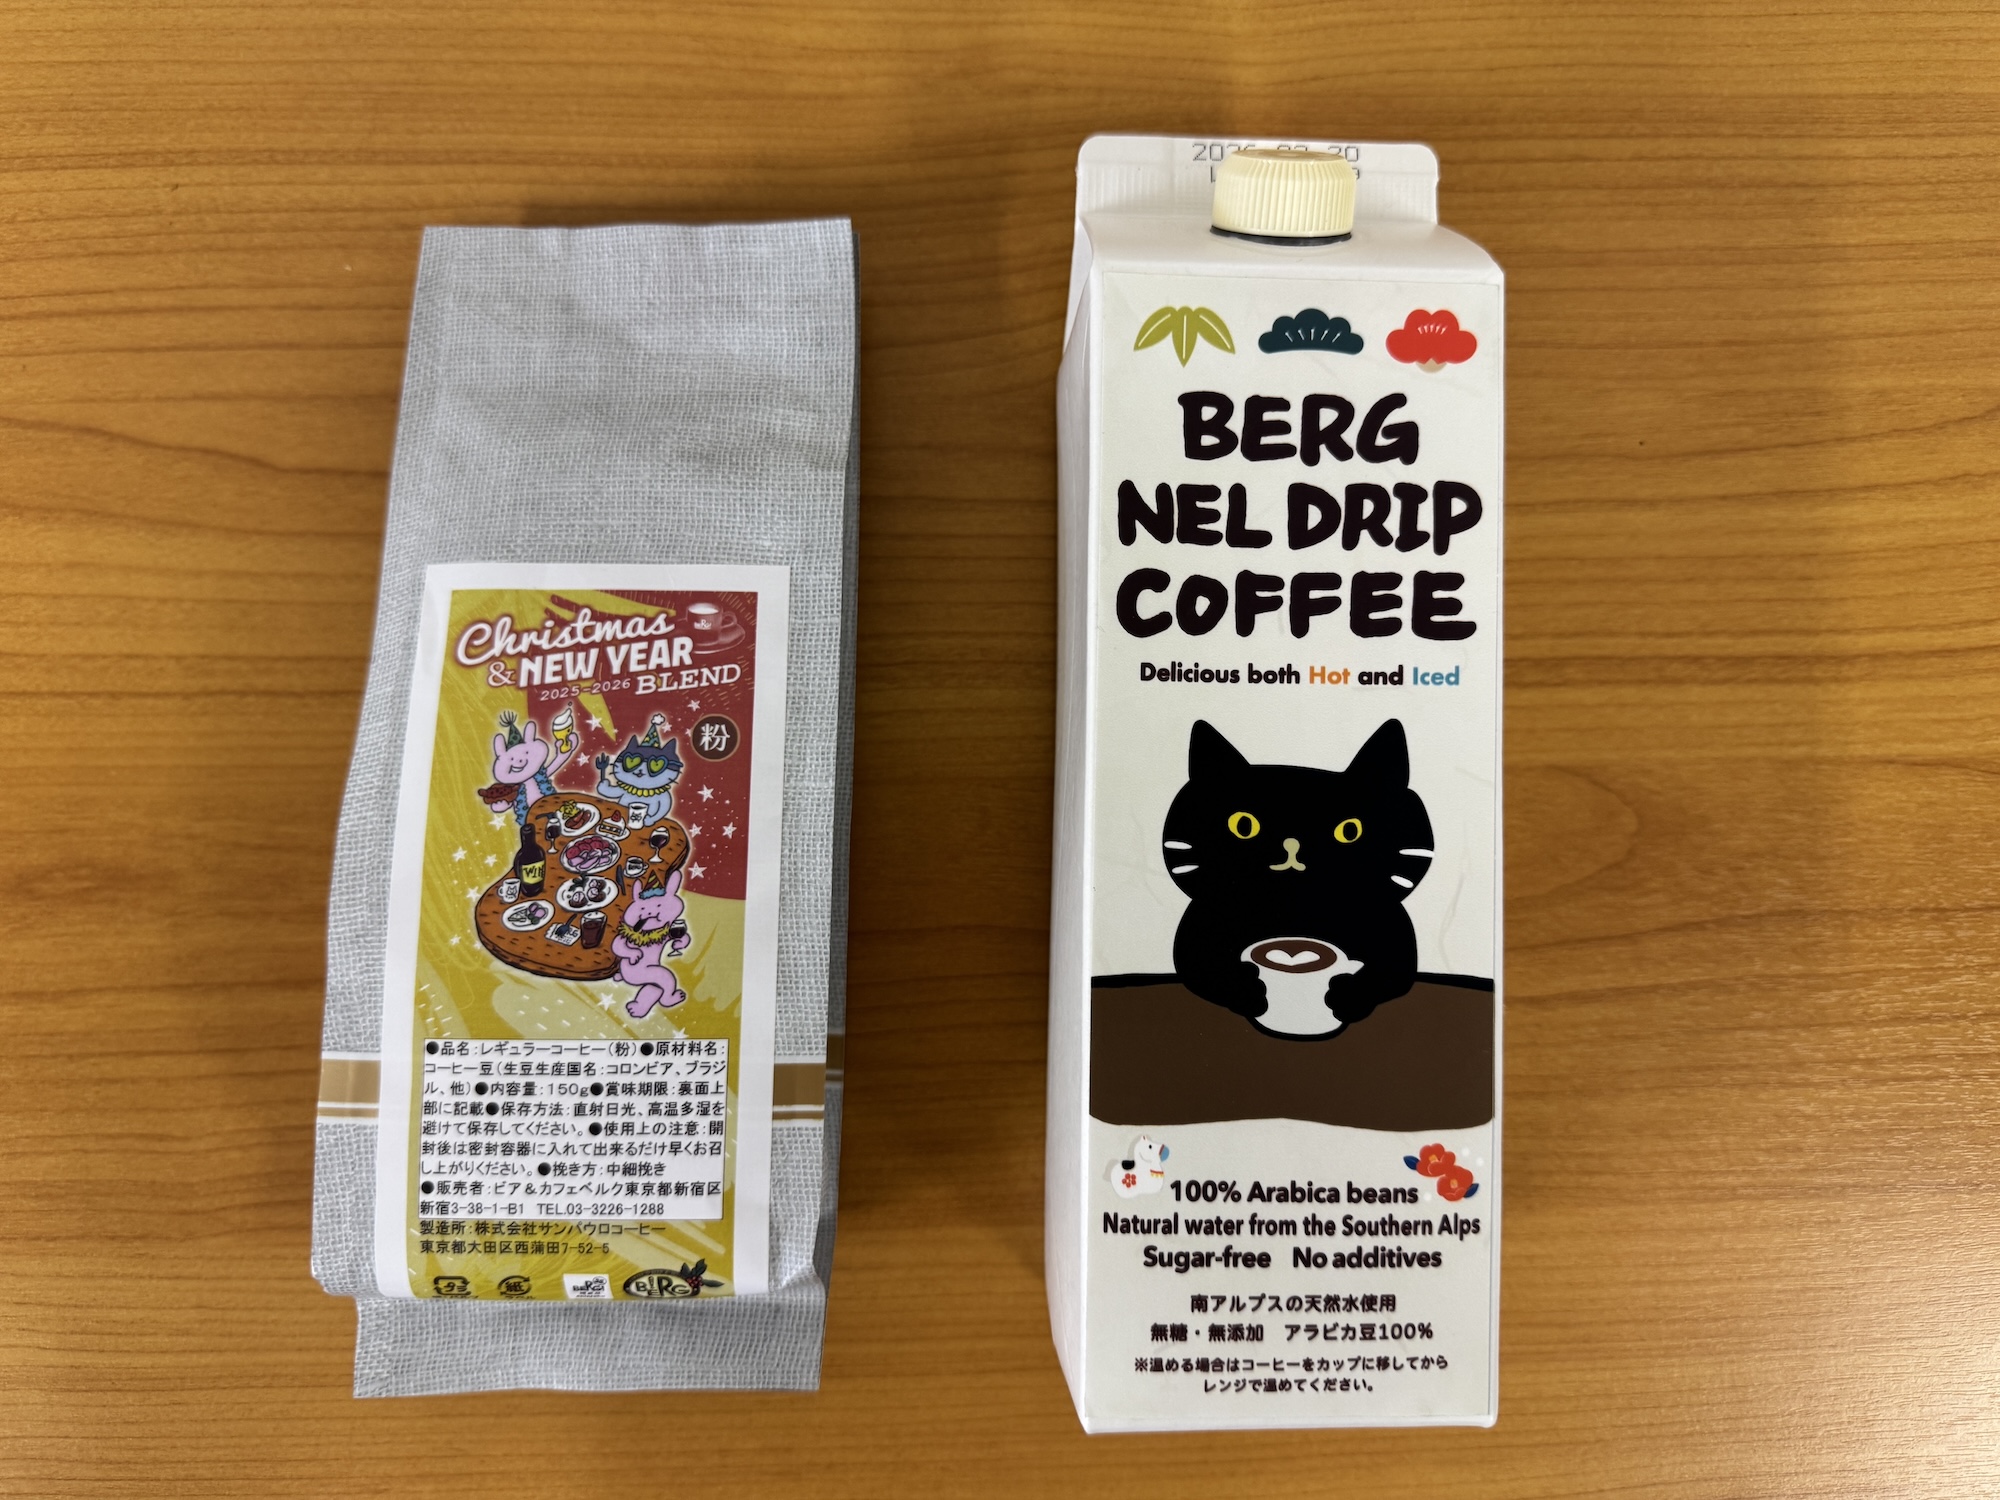 Christmas
& NEW YEAR
2025-2026 BLEND
粉
●品名:レギュラーコーヒー(粉)●原材料名:
コーヒー豆(生豆生産国名:コロンビア、ブラジ
ル、他)●内容量:150g●賞味期限:裏面上
部に記載●保存方法:直射日光、高温多湿を
避けて保存してください。●使用上の注意:開
封後は密封容器に入れて出来るだけ早くお召
し上がりください。●挽き方:中細挽き
●販売者:ビア&カフェベルク東京都新宿区
新宿3-38-1-B1 TEL.03-3226-1288
製造所:株式会社サンパウロコーヒー
東京都大田区西蒲田7-52-5
紙
BERG
BERG
BERG
NEL DRIP
COFFEE
Delicious both Hot and Iced
100% Arabica beans
Natural water from the Southern Alps
Sugar-free No additives
南アルプスの天然水使用
無糖・無添加 アラビカ豆100%
※温める場合はコーヒーをカップに移してから
レンジで温めてください。